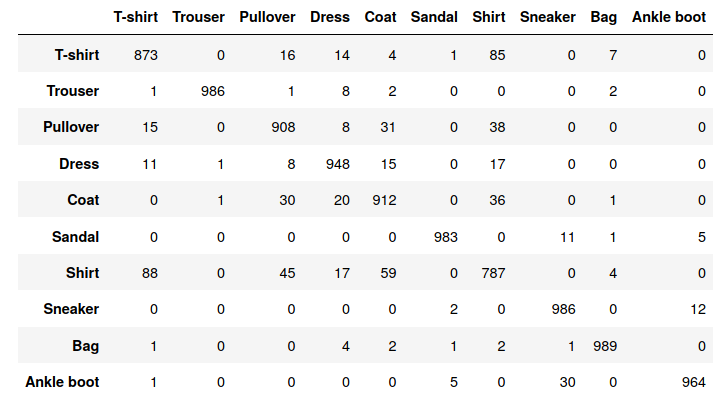 T-shirt Trouser Pullover Dress Coat Sandal Shirt Sneaker Bag Ankle boot
T-shirt 873 0 16 14 4 1 85 0 7 0
Trouser 1 986 1 8 2 0 0 0 2 0
Pullover 15 0 908 8 31 0 38 0 0 0
Dress 11 1 8 948 15 0 17 0 0 0
Coat 0 1 30 20 912 0 36 0 1 0
Sandal 0 0 0 0 0 983 0 11 1 5
Shirt 88 0 45 17 59 0 787 0 4 0
Sneaker 0 0 0 0 0 2 0 986 0 12
Bag 1 0 0 4 2 1 2 1 989 0
Ankle boot 1 0 0 0 0 5 0 30 0 964